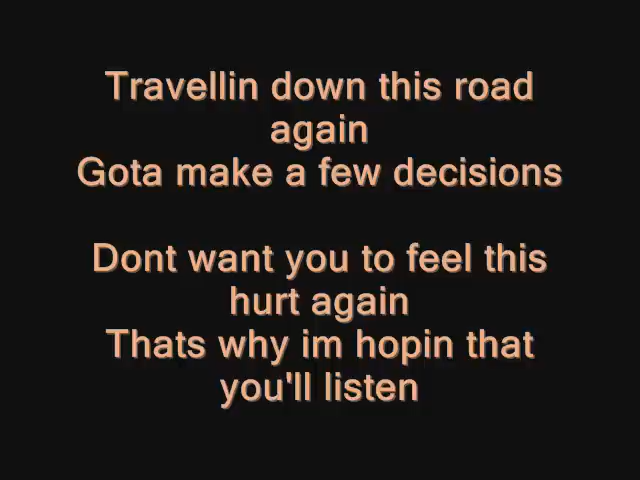 Travellin down this road
again
Gota make a few decisions
Dont want you to feel this
hurt again
Thats why im hopin that
you'll listen